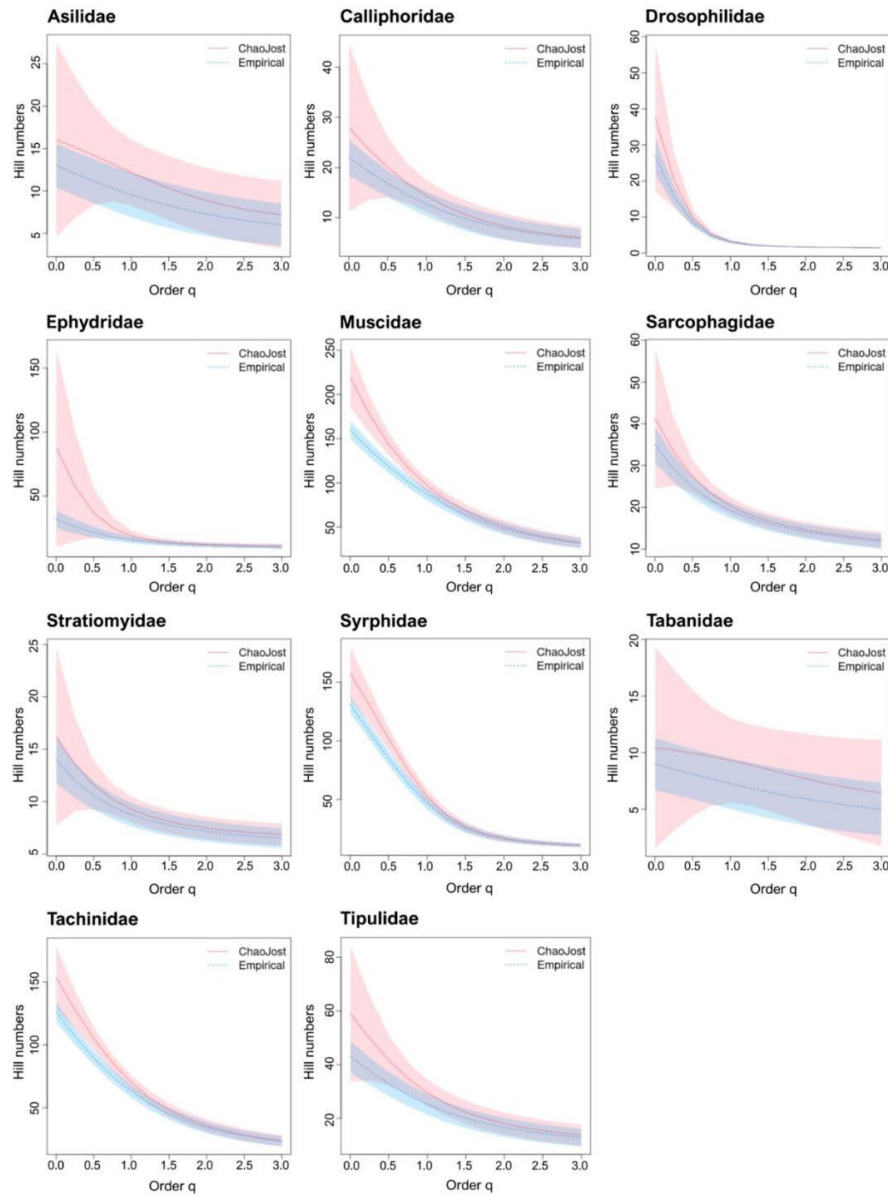 Asilidae
Hill numbers
25
20
15
10
5
ChaoJost
Empirical
0.0 0.5 1.0 1.5 2.0 2.5 3.0
Order q
Calliphoridae
Hill numbers
40
30
20
10
ChaoJost
Empirical
0.0 0.5 1.0 1.5 2.0 2.5 3.0
Order q
Drosophilidae
Hill numbers
60
50
40
30
20
10
0
ChaoJost
Empirical
0.0 0.5 1.0 1.5 2.0 2.5 3.0
Order q
Ephydridae
Hill numbers
150
100
50
ChaoJost
Empirical
0.0 0.5 1.0 1.5 2.0 2.5 3.0
Order q
Muscidae
Hill numbers
250
200
150
100
50
ChaoJost
Empirical
0.0 0.5 1.0 1.5 2.0 2.5 3.0
Order q
Sarcophagidae
Hill numbers
60
50
40
30
20
10
ChaoJost
Empirical
0.0 0.5 1.0 1.5 2.0 2.5 3.0
Order q
Stratiomyidae
Hill numbers
25
20
15
10
5
ChaoJost
Empirical
0.0 0.5 1.0 1.5 2.0 2.5 3.0
Order q
Syrphidae
Hill numbers
150
100
50
ChaoJost
Empirical
0.0 0.5 1.0 1.5 2.0 2.5 3.0
Order q
Tabanidae
Hill numbers
20
15
10
5
ChaoJost
Empirical
0.0 0.5 1.0 1.5 2.0 2.5 3.0
Order q
Tachinidae
Hill numbers
150
100
50
ChaoJost
Empirical
0.0 0.5 1.0 1.5 2.0 2.5 3.0
Order q
Tipulidae
Hill numbers
80
60
40
20
ChaoJost
Empirical
0.0 0.5 1.0 1.5 2.0 2.5 3.0
Order q